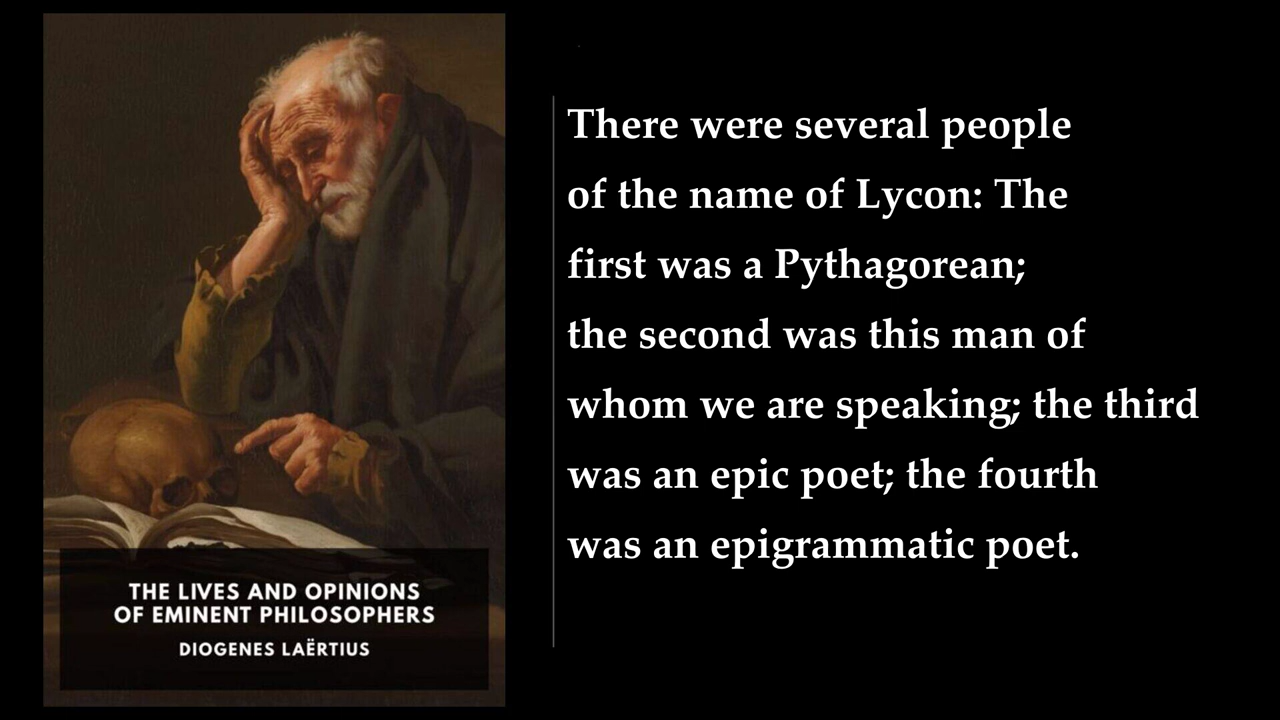 THE LIVES AND OPINIONS
OF EMINENT PHILOSOPHERS
DIOGENES LAËRTIUS
There were several people
of the name of Lycon: The
first was a Pythagorean;
the second was this man of
whom we are speaking; the third
was an epic poet; the fourth
was an epigrammatic poet.